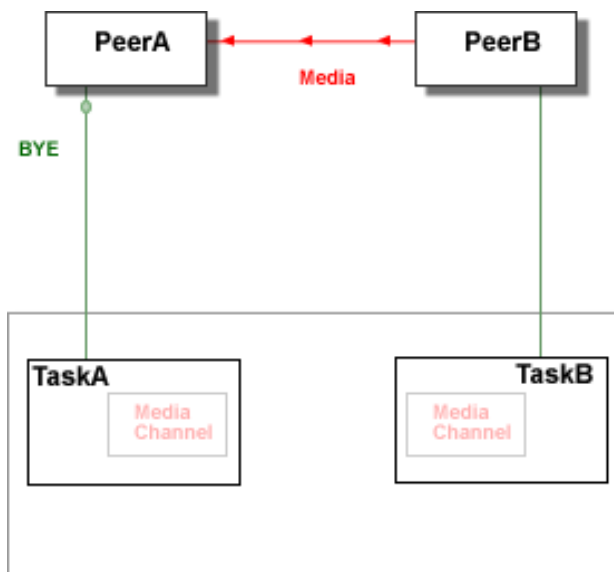 PeerA
PeerB
Media
BYE
TaskA
TaskB
Media
Channel
Media
Channel